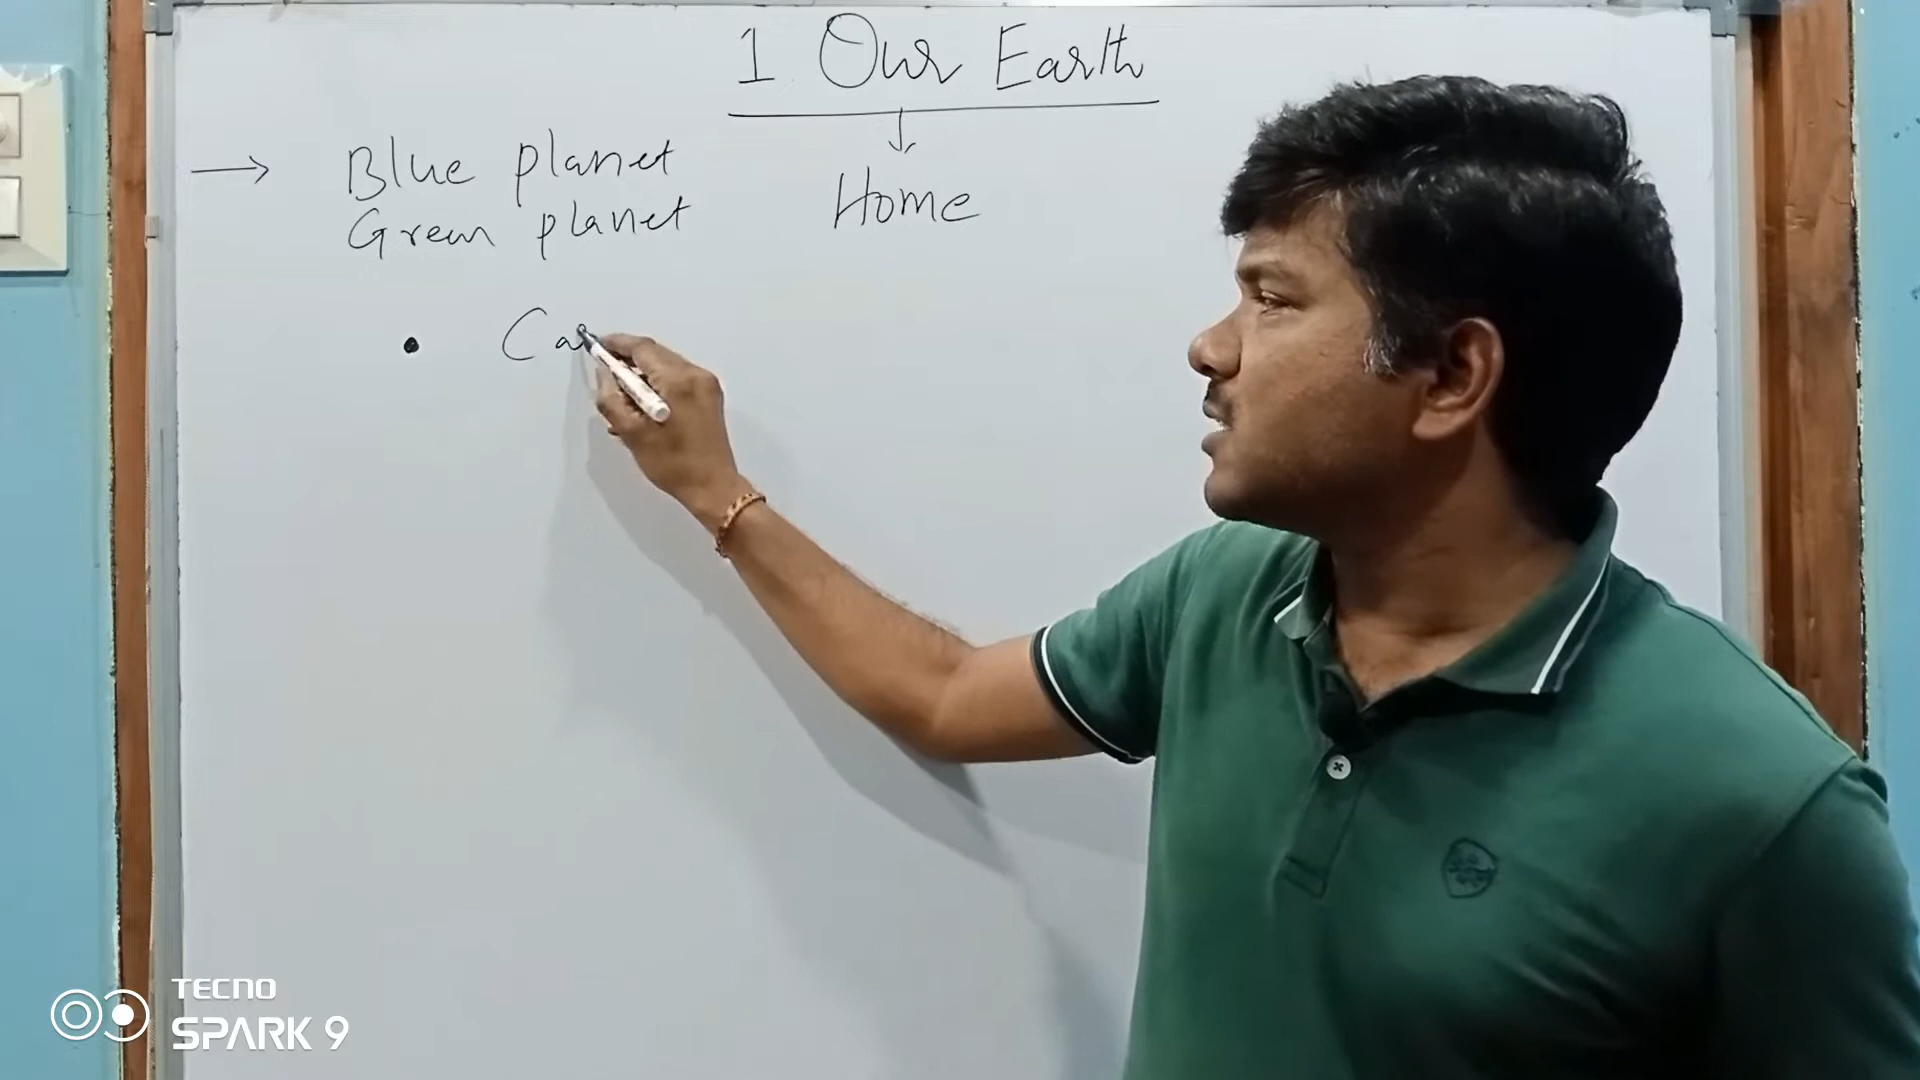 1. Our Earth
Home
→ Blue planet
Green planet
• Ca
TECNO
SPARK 9